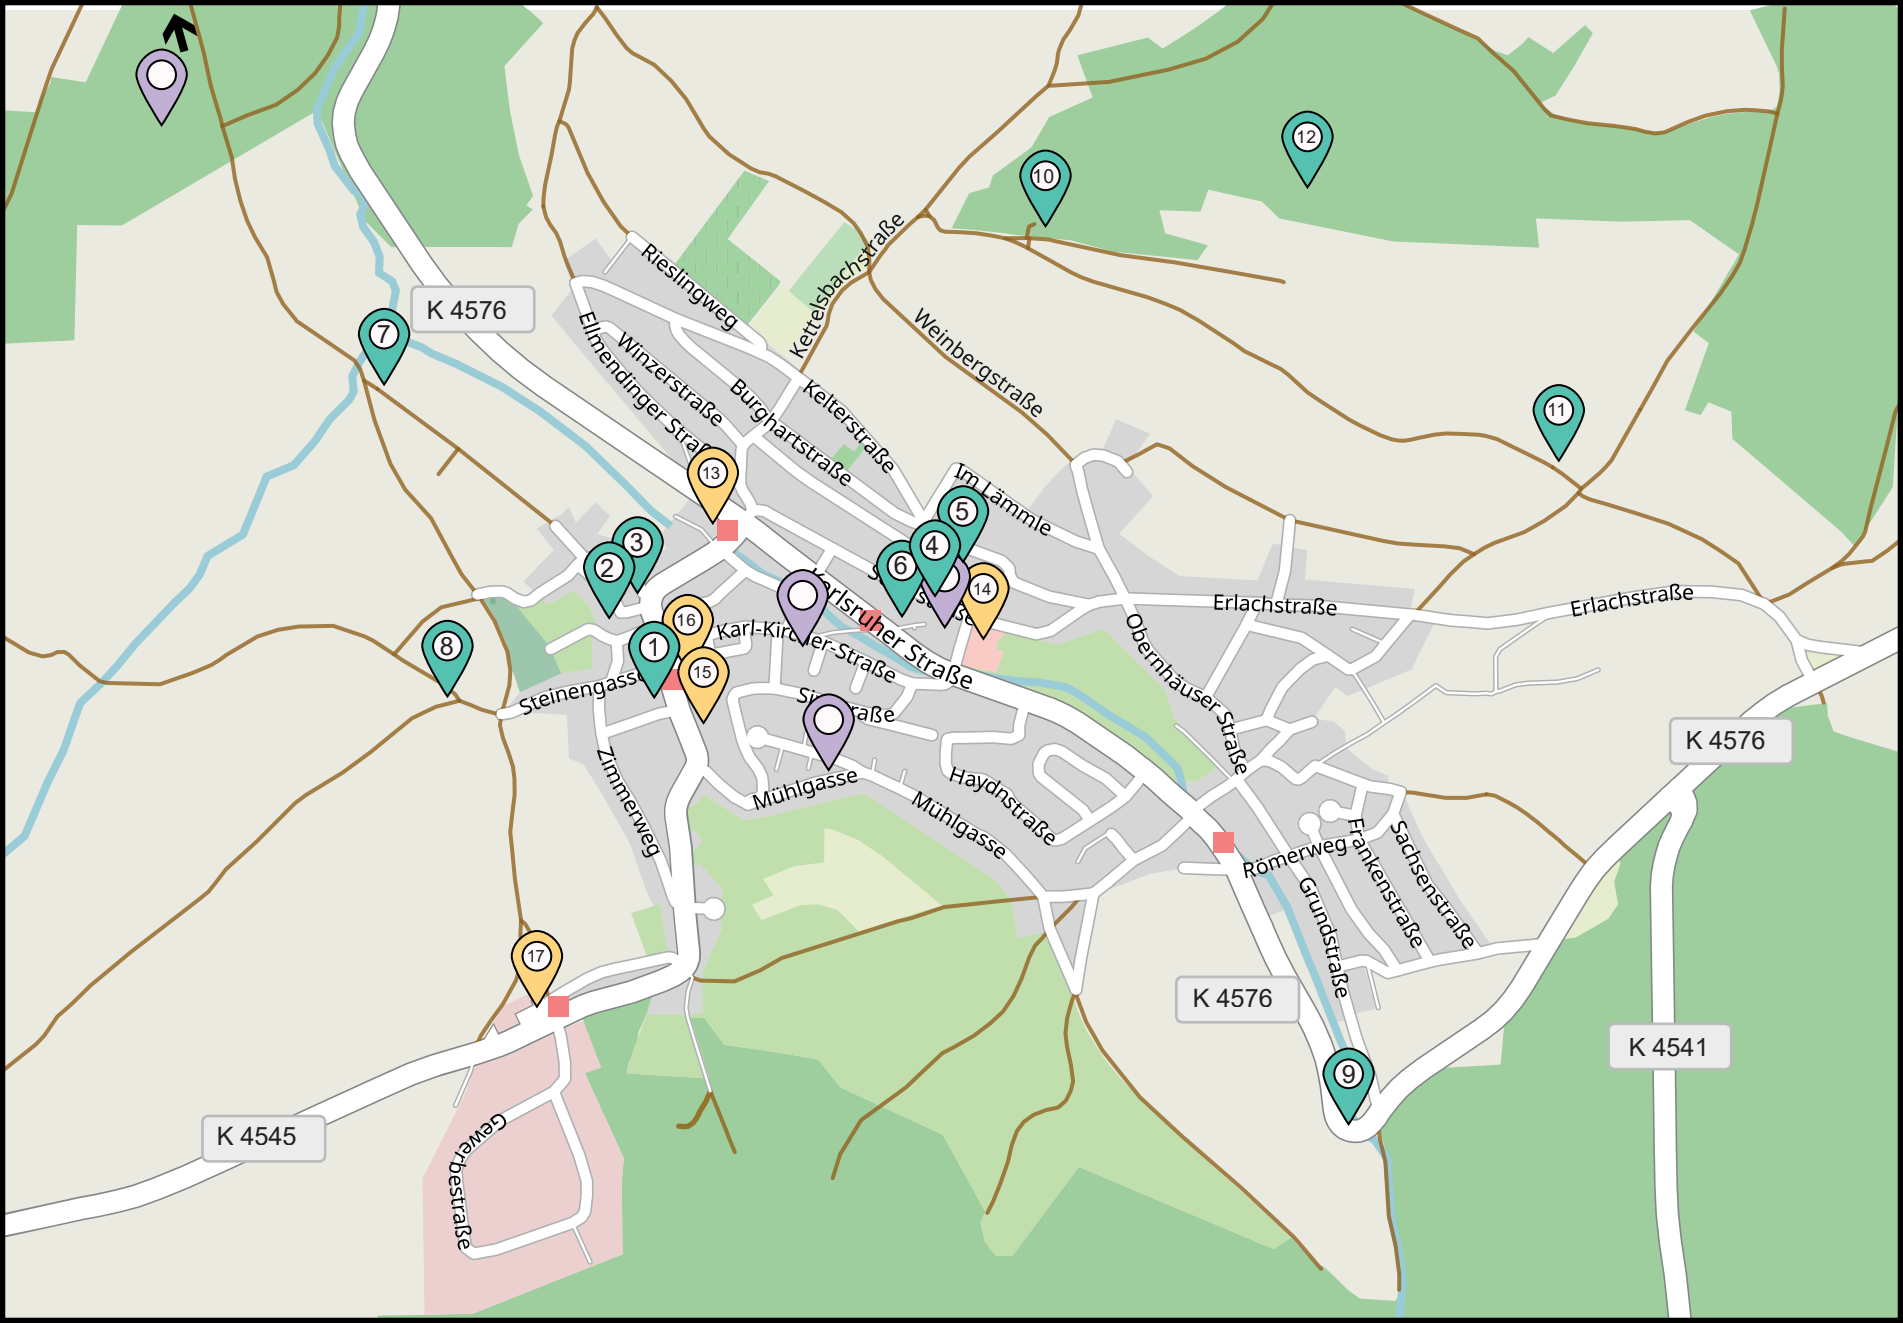 12
10
Kettelsbachstraße
Rieslingweg
K 4576
7
Ellmendinger Straße
Winzerstraße
Weinbergstraße
Burghartstraße
Kelterstraße
11
13
Im Lämmle
5
3
4
2
6
14
Erlachstraße
Erlachstraße
Karlsruher Straße
16
Karl-Kircher-Straße
8
1
15
Steinengasse
Obernhäuser Straße
K 4576
Zimmerweg
Mühlgasse
Haydnstraße
Mühlgasse
Römerweg
Frankenstraße
Sachsenstraße
Grundstraße
17
K 4576
K 4541
9
K 4545
Gewerbestraße